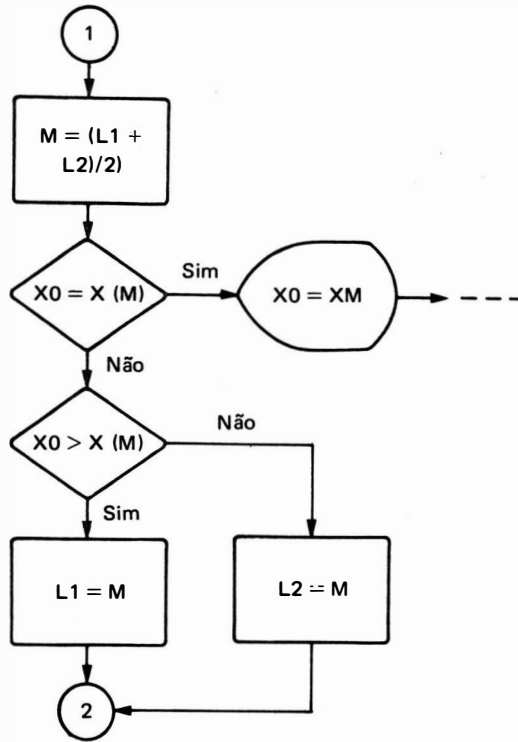 1
M = (L1 +
L2)/2)
X0 = X (M)
Sim
X0 = XM
Não
X0 > X (M)
Não
Sim
L1 = M
L2 = M
2